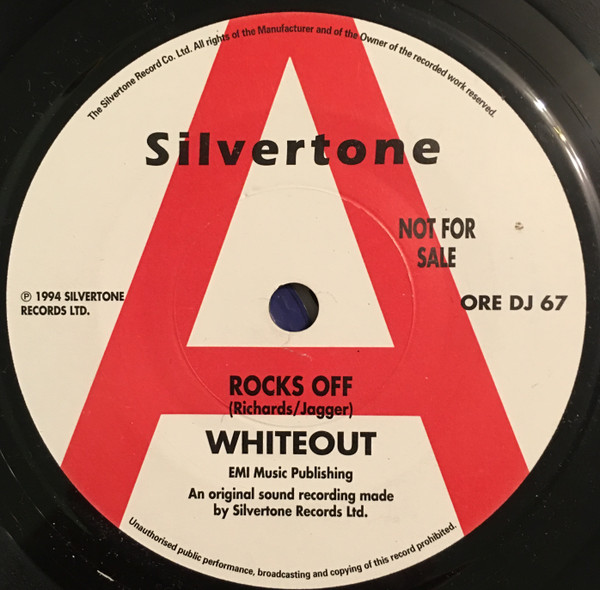 The Silvertone Record Co. Ltd. All rights of the Manufacturer and of the Owner of the recorded work reserved.
A
Silvertone
NOT FOR
SALE
℗ 1994 SILVERTONE
RECORDS LTD.
ORE DJ 67
ROCKS OFF
(Richards/Jagger)
WHITEOUT
EMI Music Publishing
An original sound recording made
by Silvertone Records Ltd.
Unauthorised public performance, broadcasting and copying of this record prohibited.